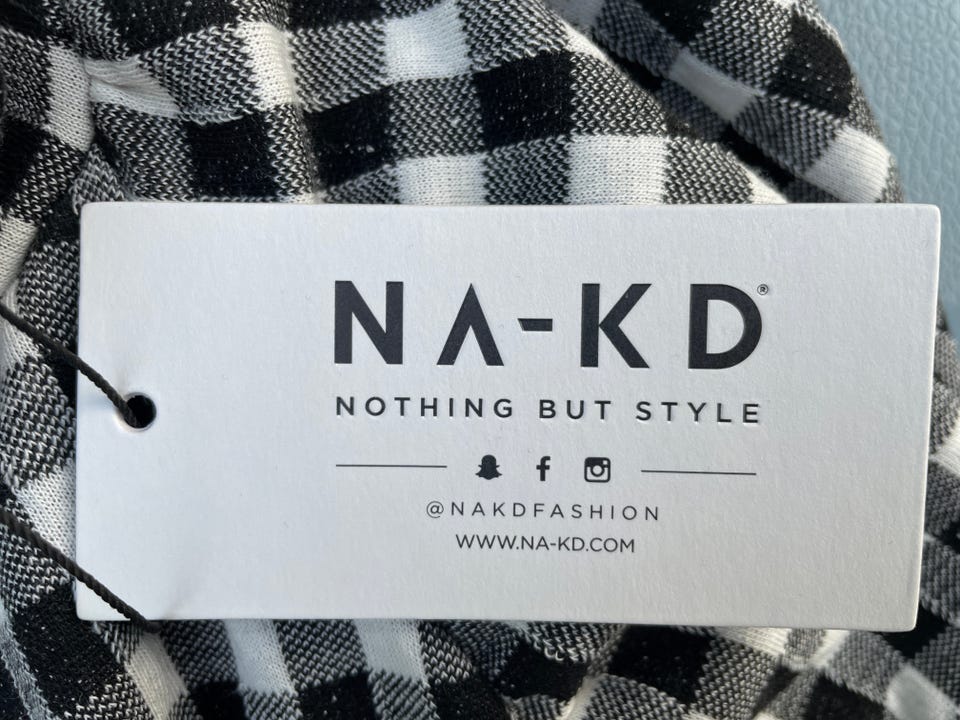 NA-KD®
NOTHING BUT STYLE
@NAKDFASHION
WWW.NA-KD.COM